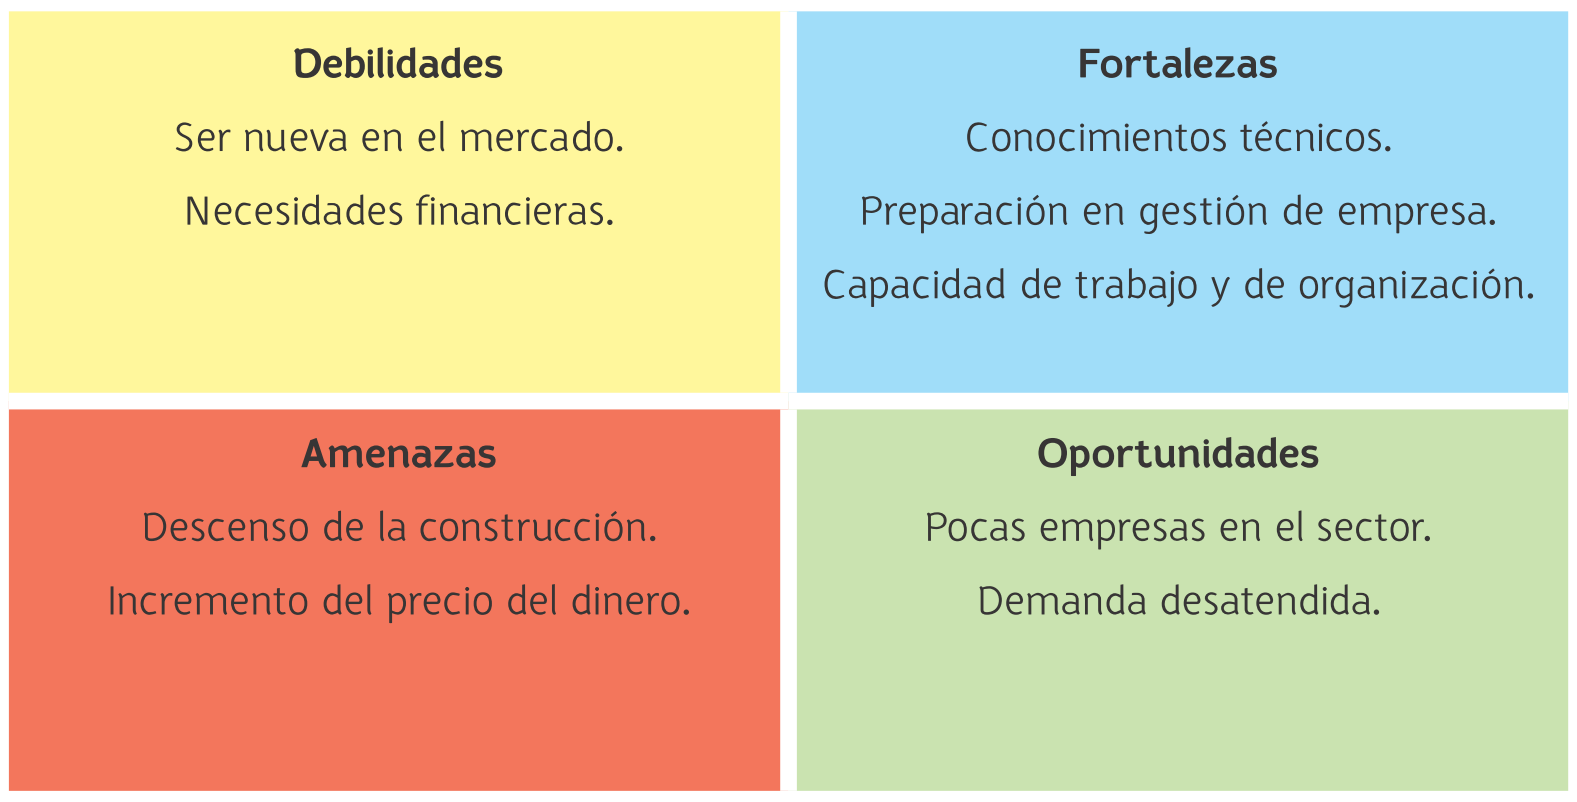 Debilidades
Ser nueva en el mercado.
Necesidades financieras.
Fortalezas
Conocimientos técnicos.
Preparación en gestión de empresa.
Capacidad de trabajo y de organización.
Amenazas
Descenso de la construcción.
Incremento del precio del dinero.
Oportunidades
Pocas empresas en el sector.
Demanda desatendida.